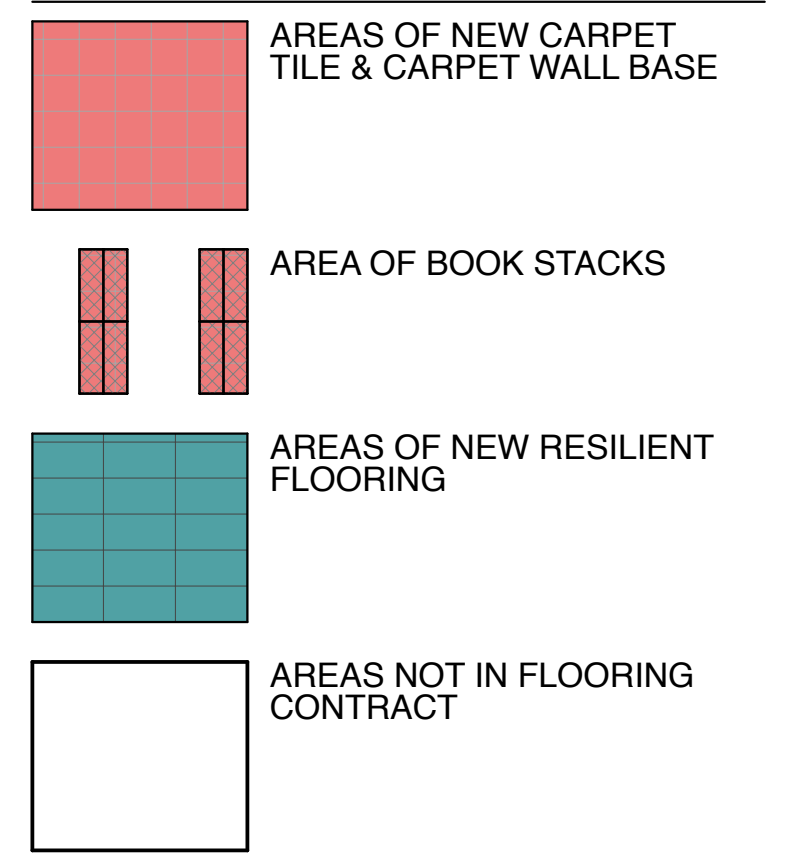 AREAS OF NEW CARPET
TILE & CARPET WALL BASE
AREA OF BOOK STACKS
AREAS OF NEW RESILIENT
FLOORING
AREAS NOT IN FLOORING
CONTRACT